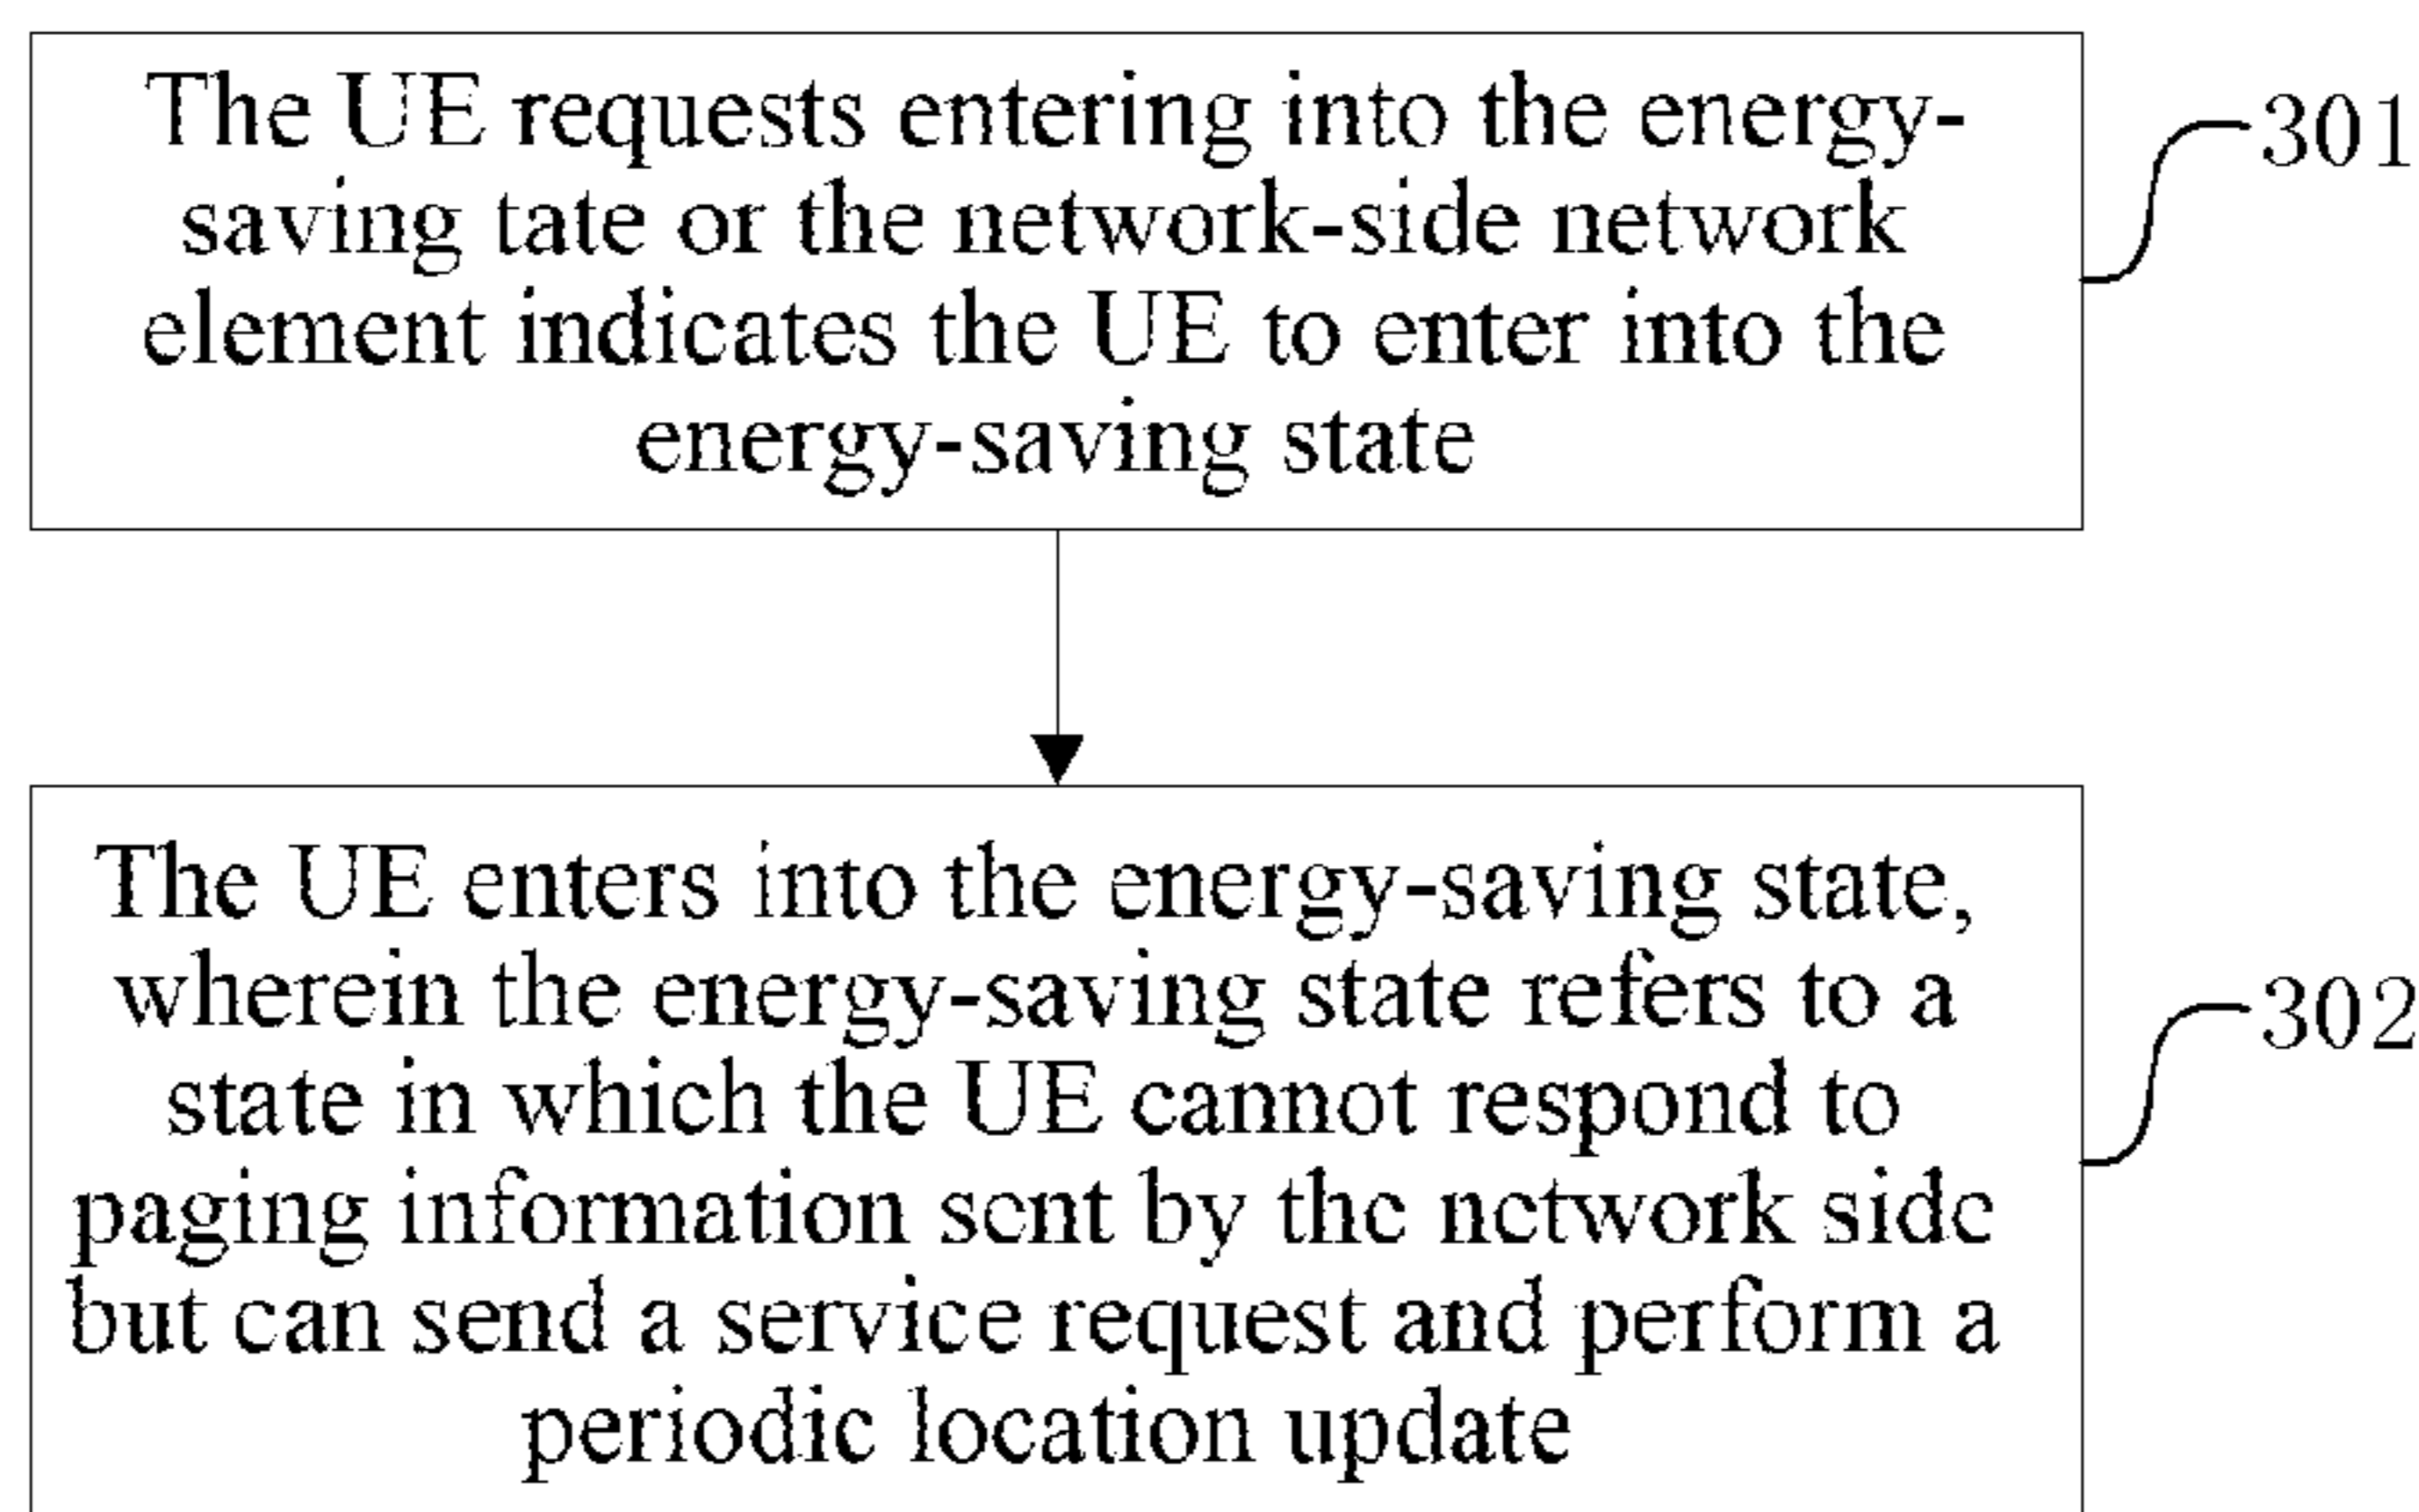 The UE requests entering into the energy-
saving tate or the network-side network
element indicates the UE to enter into the
energy-saving state
301
The UE enters into the energy-saving state,
wherein the energy-saving state refers to a
state in which the UE cannot respond to
paging information sent by the network side
but can send a service request and perform a
periodic location update
302